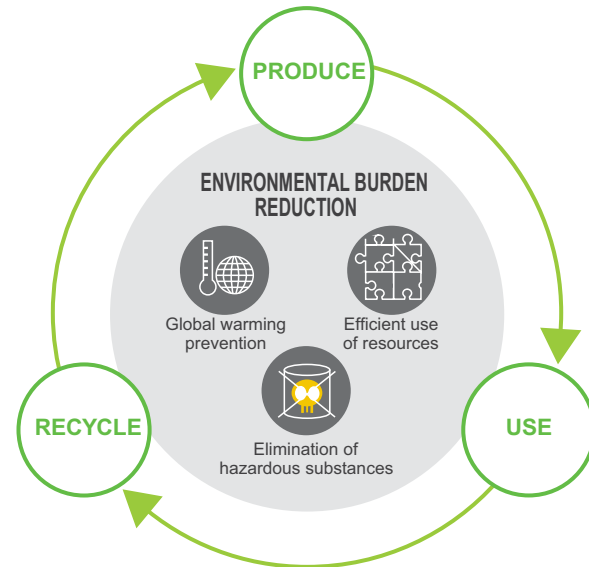 PRODUCE
ENVIRONMENTAL BURDEN
REDUCTION
Global warming
prevention
Efficient use
of resources
RECYCLE
USE
Elimination of
hazardous substances